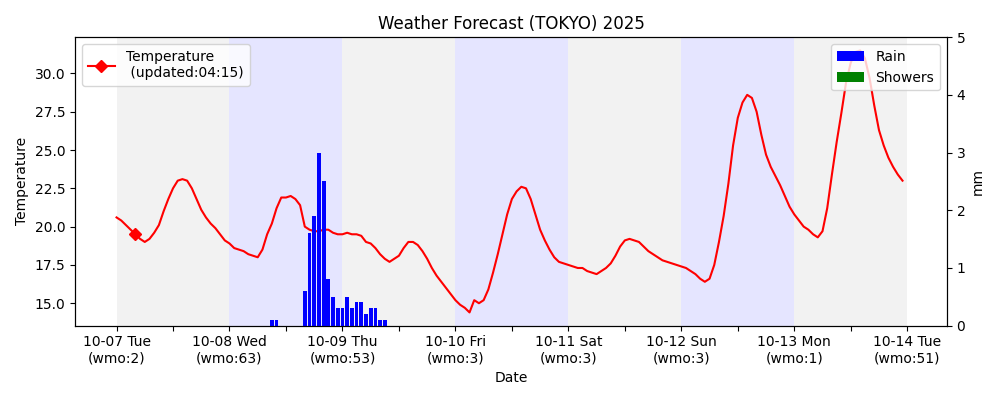 Weather Forecast (TOKYO) 2025
Temperature
(updated:04:15)
Rain
Showers
30.0
27.5
25.0
22.5
20.0
17.5
15.0
Temperature
5
4
3
2
1
0
mm
10-07 Tue 10-08 Wed 10-09 Thu 10-10 Fri 10-11 Sat 10-12 Sun 10-13 Mon 10-14 Tue
(wmo:2) (wmo:63) (wmo:53) (wmo:3) (wmo:3) (wmo:3) (wmo:1) (wmo:51)
Date